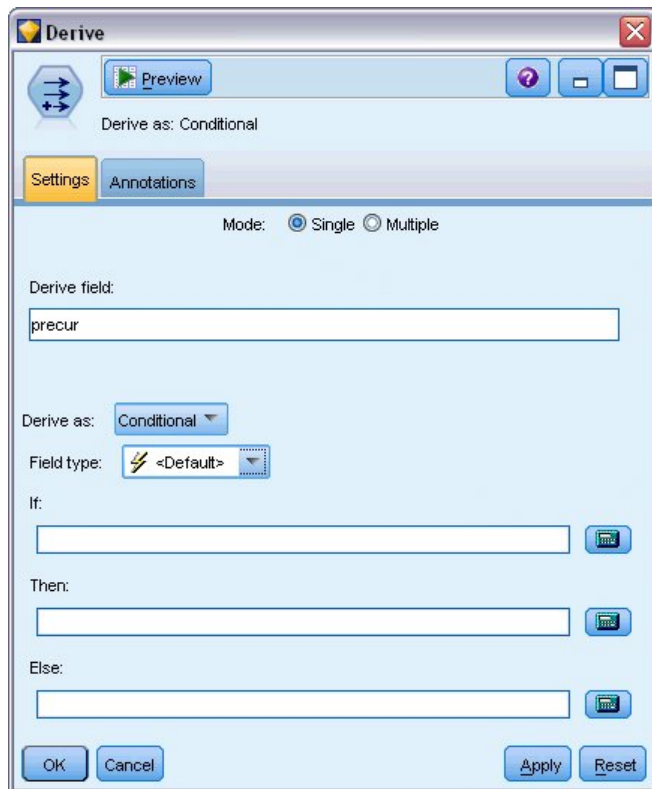 Derive
Preview
Derive as: Conditional
Settings Annotations
Mode: Single Multiple
Derive field:
precur
Derive as: Conditional
Field type: <Default>
If:
Then:
Else:
OK Cancel Apply Reset